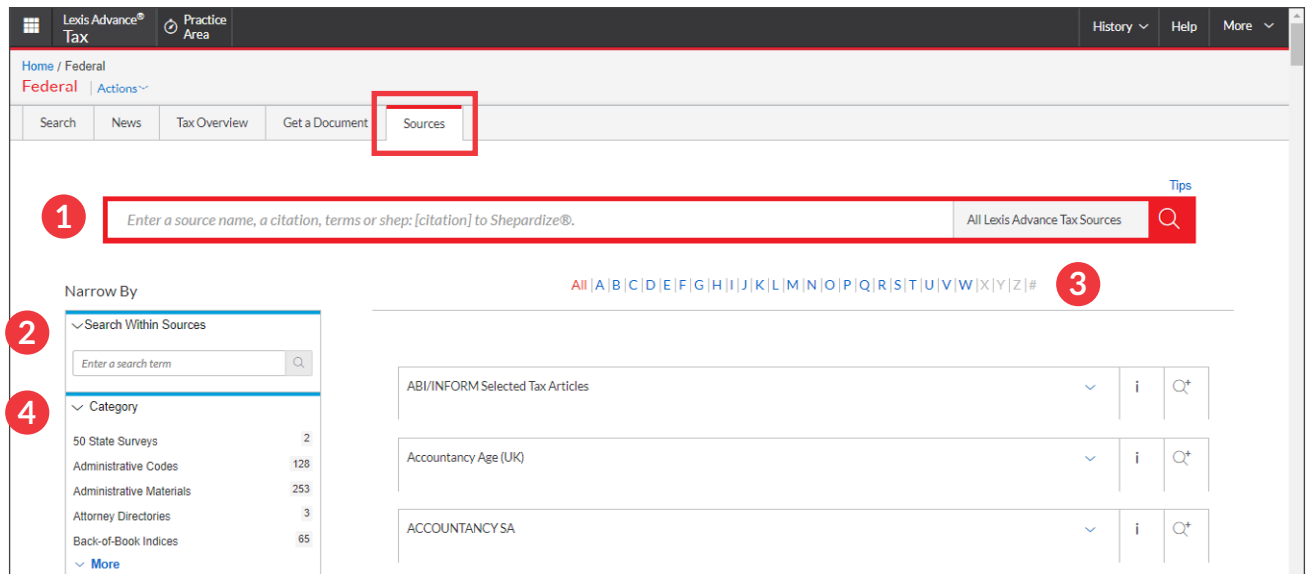 Lexis Advance® Tax
Practice Area
History
Help
More
Home / Federal
Federal | Actions
Search
News
Tax Overview
Get a Document
Sources
Tips
1
Enter a source name, a citation, terms or shep: [citation] to Shepardize®.
All Lexis Advance Tax Sources
All|A|B|C|D|E|F|G|H|I|J|K|L|M|N|O|P|Q|R|S|T|U|V|W|X|Y|Z|#
3
Narrow By
2
Search Within Sources
Enter a search term
4
Category
50 State Surveys 2
Administrative Codes 128
Administrative Materials 253
Attorney Directories 3
Back-of-Book Indices 65
More
ABI/INFORM Selected Tax Articles i
Accountancy Age (UK) i
ACCOUNTANCY SA i